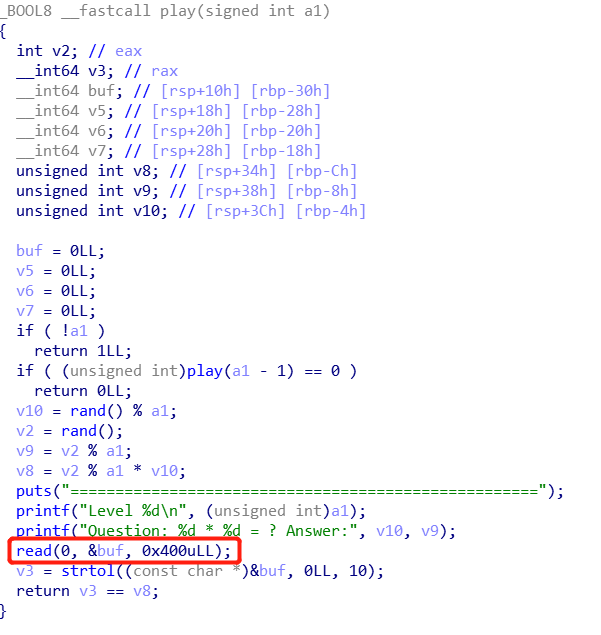 _BOOL8 __fastcall play(signed int a1)
{
int v2; // eax
__int64 v3; // rax
__int64 buf; // [rsp+10h] [rbp-30h]
__int64 v5; // [rsp+18h] [rbp-28h]
__int64 v6; // [rsp+20h] [rbp-20h]
__int64 v7; // [rsp+28h] [rbp-18h]
unsigned int v8; // [rsp+34h] [rbp-Ch]
unsigned int v9; // [rsp+38h] [rbp-8h]
unsigned int v10; // [rsp+3Ch] [rbp-4h]
buf = 0LL;
v5 = 0LL;
v6 = 0LL;
v7 = 0LL;
if ( !a1 )
return 1LL;
if ( (unsigned int)play(a1 - 1) == 0 )
return 0LL;
v10 = rand() % a1;
v2 = rand();
v9 = v2 % a1;
v8 = v2 % a1 * v10;
puts("====================================================");
printf("Level %d\n", (unsigned int)a1);
printf("Question: %d * %d = ? Answer:", v10, v9);
read(0, &buf, 0x400uLL);
v3 = strtol((const char *)&buf, 0LL, 10);
return v3 == v8;
}